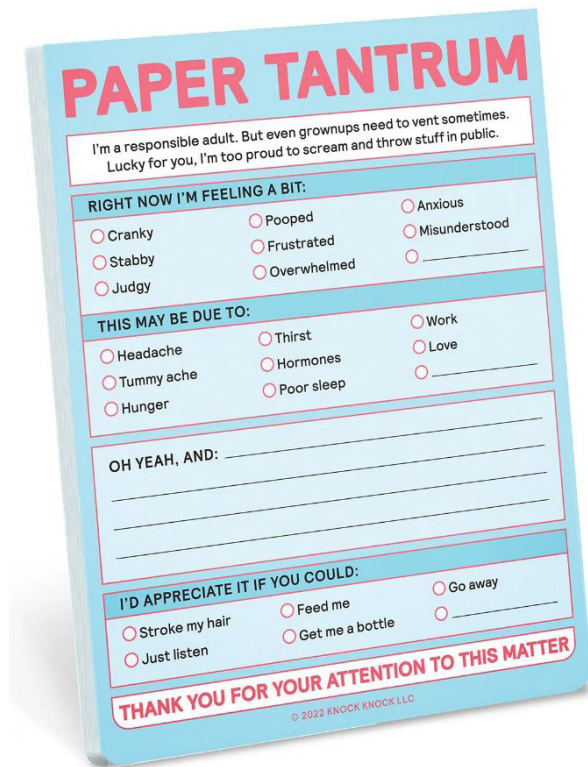 PAPER TANTRUM
I'm a responsible adult. But even grownups need to vent sometimes.
Lucky for you, I'm too proud to scream and throw stuff in public.
RIGHT NOW I'M FEELING A BIT:
Cranky Pooped Anxious
Stabby Frustrated Misunderstood
Judgy Overwhelmed
THIS MAY BE DUE TO:
Headache Thirst Work
Tummy ache Hormones Love
Hunger Poor sleep
OH YEAH, AND:
I'D APPRECIATE IT IF YOU COULD:
Stroke my hair Feed me Go away
Just listen Get me a bottle
THANK YOU FOR YOUR ATTENTION TO THIS MATTER
© 2022 KNOCK KNOCK LLC